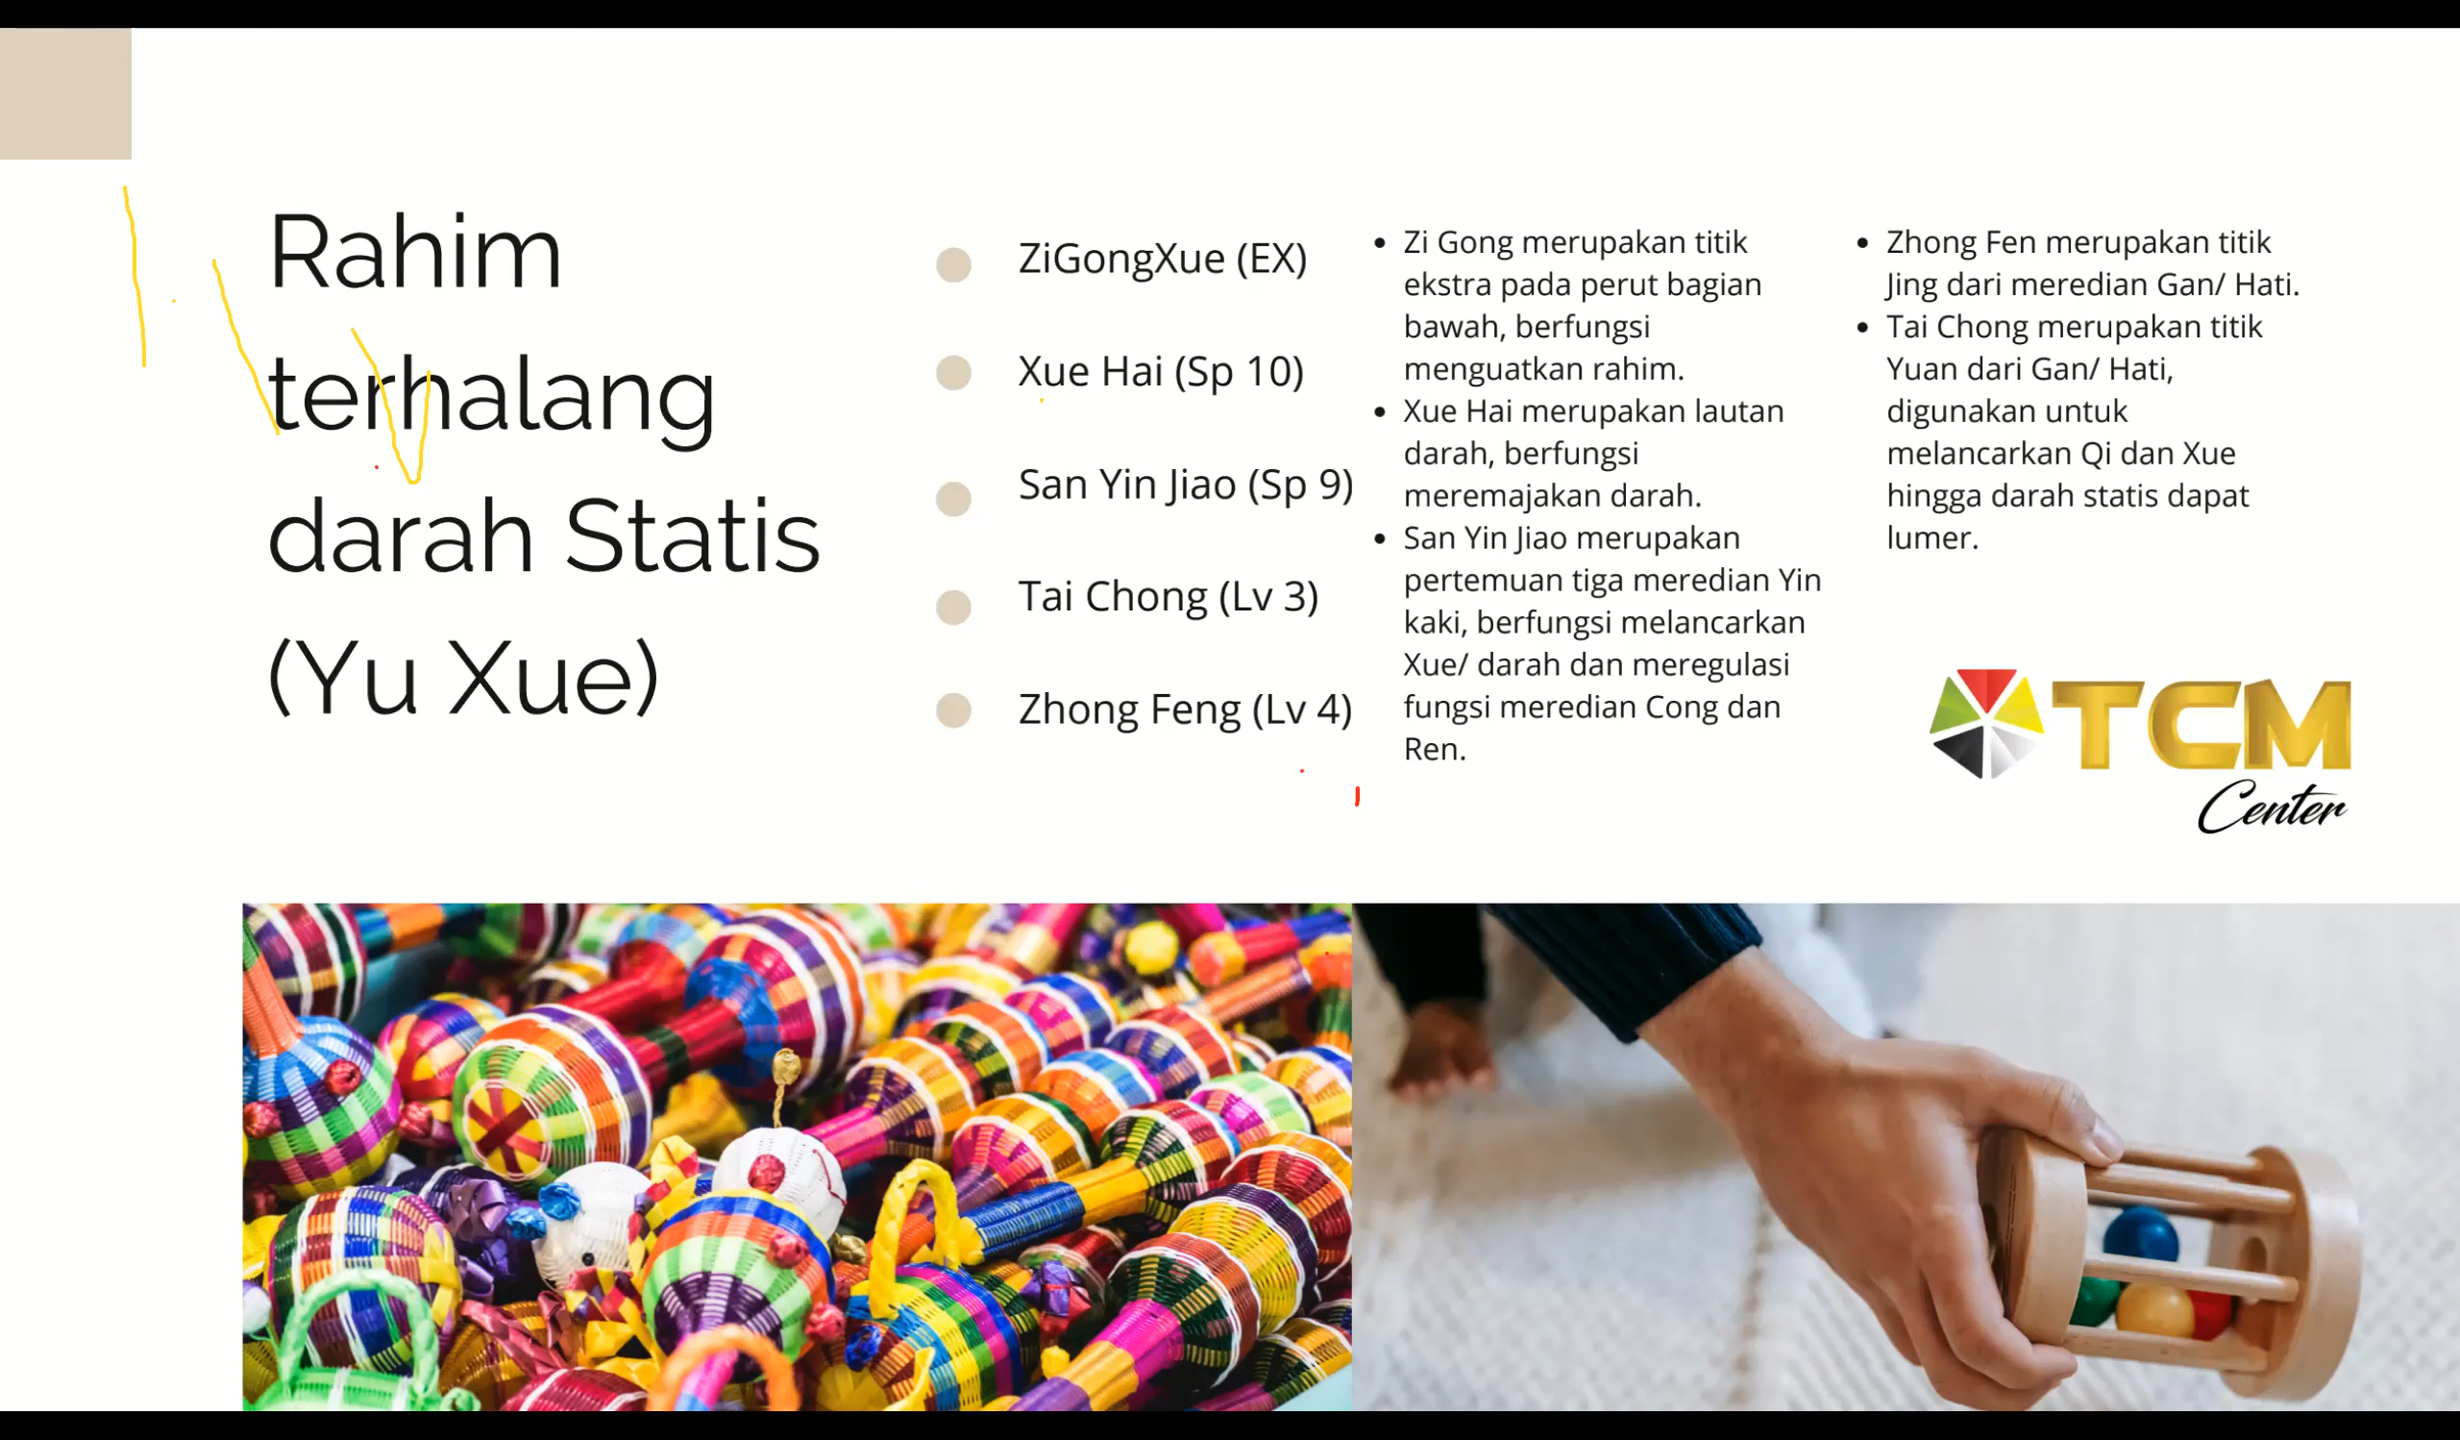 Rahim
terhalang
darah Statis
(Yu Xue)
ZiGongXue (EX)
Xue Hai (Sp 10)
San Yin Jiao (Sp 9)
Tai Chong (Lv 3)
Zhong Feng (Lv 4)
Zi Gong merupakan titik
ekstra pada perut bagian
bawah, berfungsi
menguatkan rahim.
Xue Hai merupakan lautan
darah, berfungsi
meremajakan darah.
San Yin Jiao merupakan
pertemuan tiga meredian Yin
kaki, berfungsi melancarkan
Xue/ darah dan meregulasi
fungsi meredian Cong dan
Ren.
Zhong Fen merupakan titik
Jing dari meredian Gan/ Hati.
Tai Chong merupakan titik
Yuan dari Gan/ Hati,
digunakan untuk
melancarkan Qi dan Xue
hingga darah statis dapat
lumer.
TCM
Center